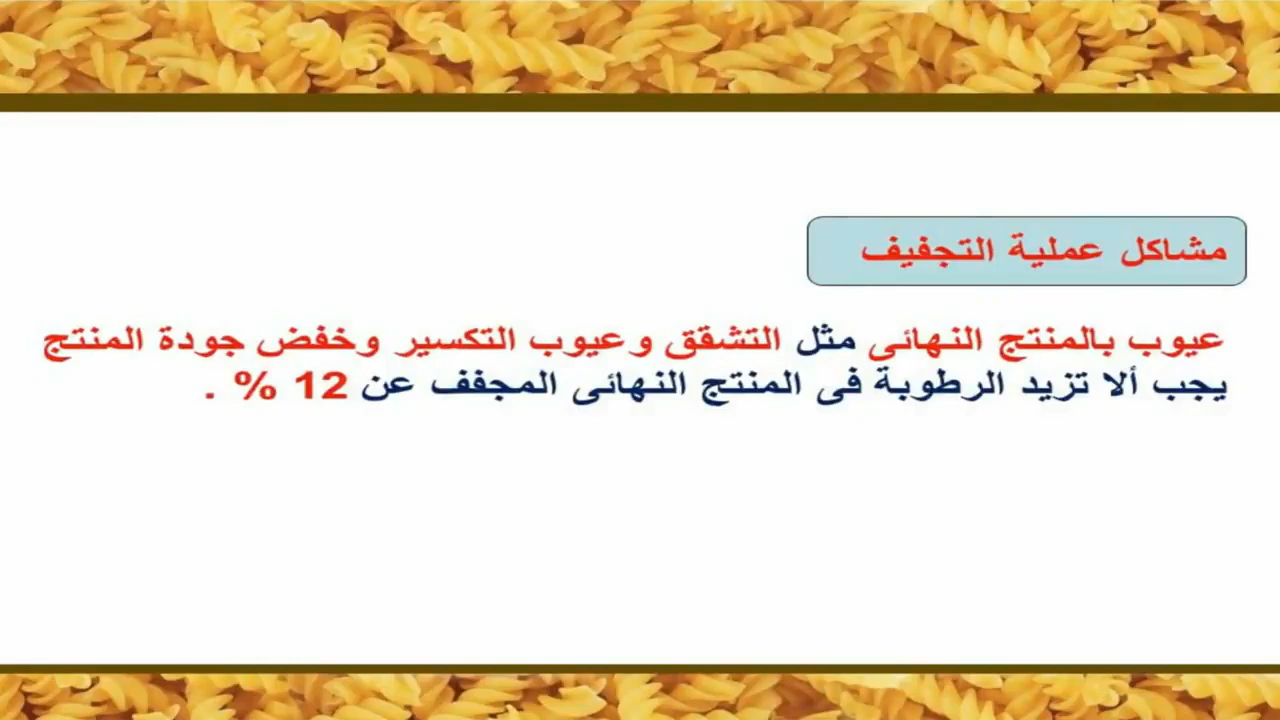 مشاكل عملية التجفيف
عيوب بالمنتج النهائى مثل التشقق وعيوب التكسير وخفض جودة المنتج
يجب ألا تزيد الرطوبة فى المنتج النهائى المجفف عن 12 % .